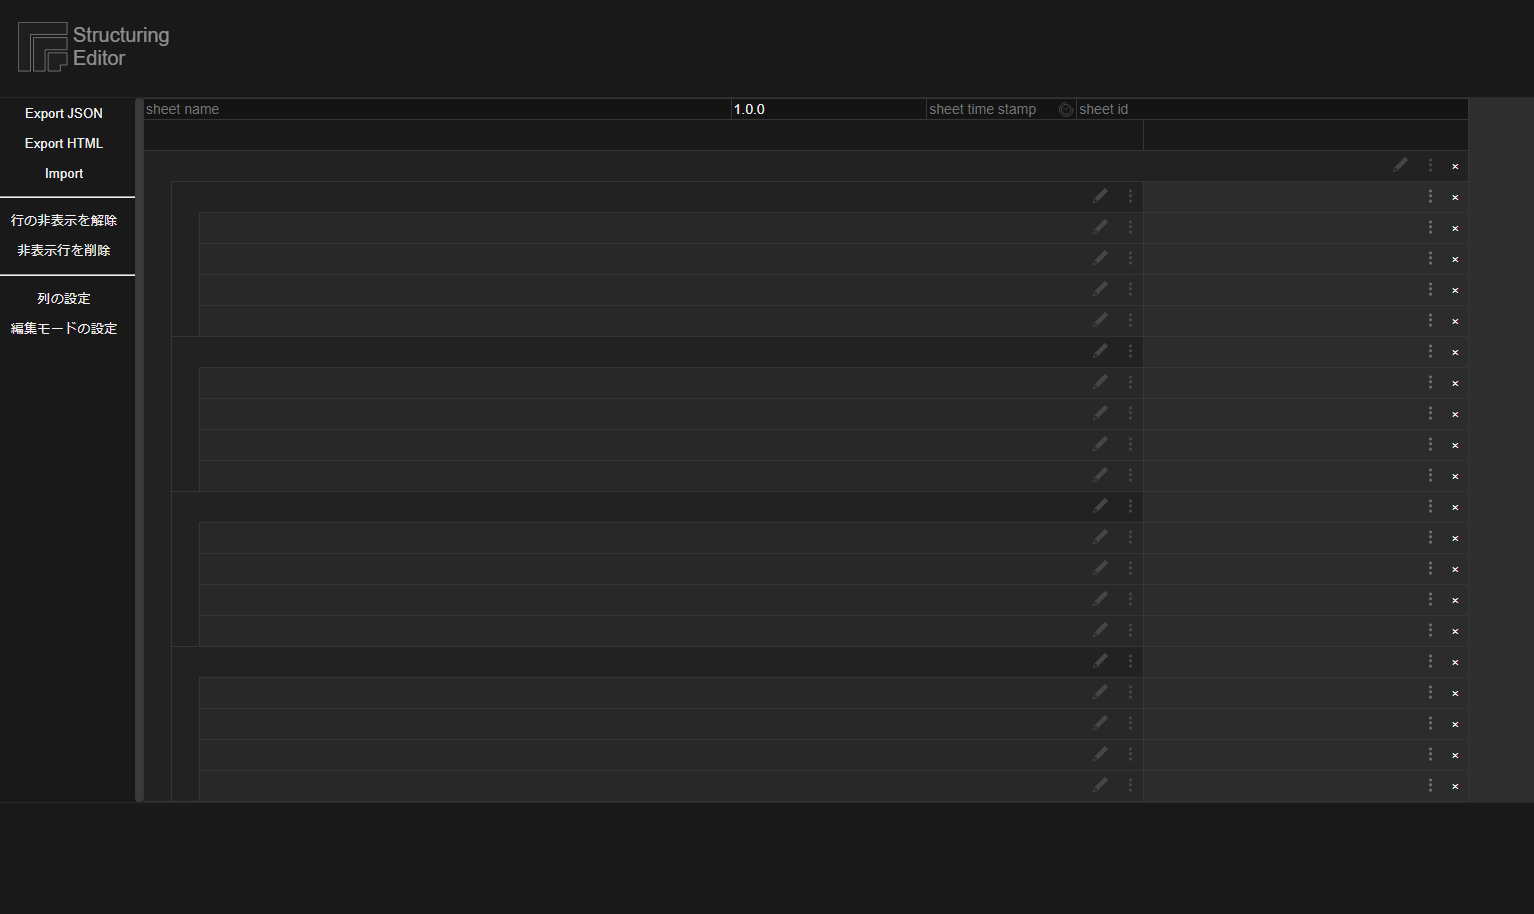 Structuring
Editor
Export JSON
Export HTML
Import
行の非表示を解除
非表示行を削除
列の設定
編集モードの設定
sheet name 1.0.0 sheet time stamp sheet id